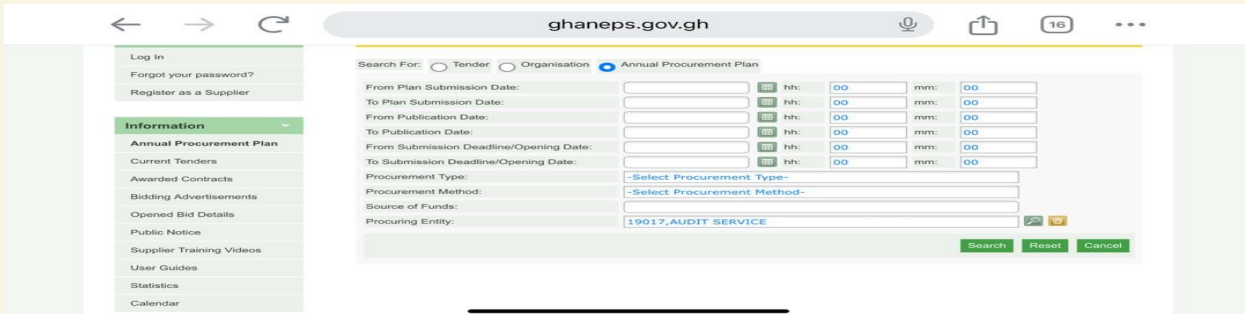 ghaneps.gov.gh
16
Log In
Forgot your password?
Register as a Supplier
Information
Annual Procurement Plan
Current Tenders
Awarded Contracts
Bidding Advertisements
Opened Bid Details
Public Notice
Supplier Training Videos
User Guides
Statistics
Calendar
Search For: Tender Organisation Annual Procurement Plan
From Plan Submission Date: hh: 00 mm: 00
To Plan Submission Date: hh: 00 mm: 00
From Publication Date: hh: 00 mm: 00
To Publication Date: hh: 00 mm: 00
From Submission Deadline/Opening Date: hh: 00 mm: 00
To Submission Deadline/Opening Date: hh: 00 mm: 00
Procurement Type: -Select Procurement Type-
Procurement Method: -Select Procurement Method-
Source of Funds:
Procuring Entity: 19017,AUDIT SERVICE
Search Reset Cancel